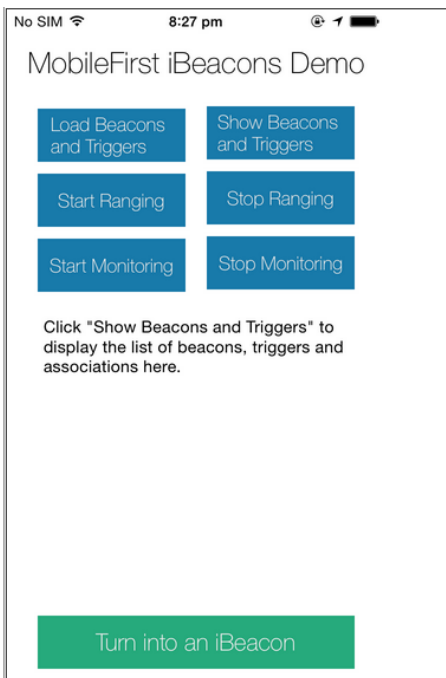 No SIM 8:27 pm
MobileFirst iBeacons Demo
Load Beacons
and Triggers
Show Beacons
and Triggers
Start Ranging
Stop Ranging
Start Monitoring
Stop Monitoring
Click "Show Beacons and Triggers" to
display the list of beacons, triggers and
associations here.
Turn into an iBeacon